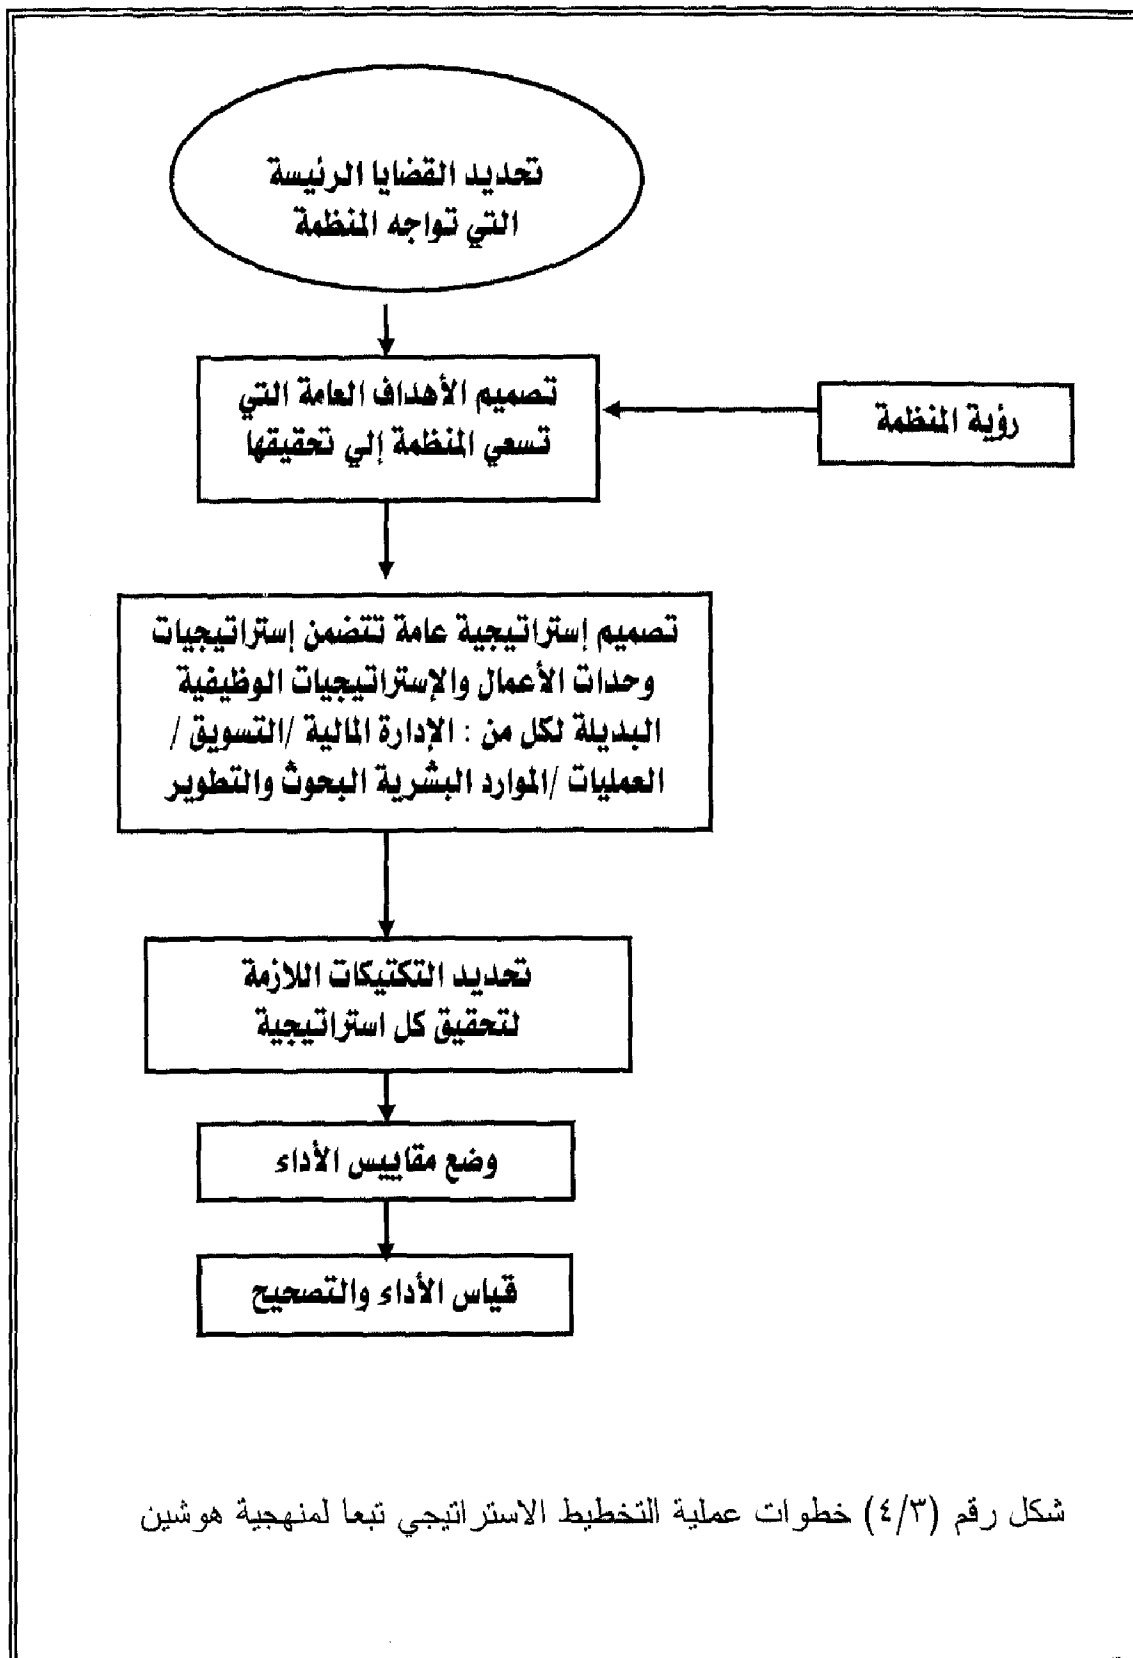 تحديد القضايا الرئيسة
التي تواجه المنظمة
تصميم الأهداف العامة التي
تسعي المنظمة إلي تحقيقها
رؤية المنظمة
تصميم إستراتيجية عامة تتضمن إستراتيجيات
وحدات الأعمال والإستراتيجيات الوظيفية
البديلة لكل من : الإدارة المالية /التسويق /
العمليات /الموارد البشرية البحوث والتطوير
تحديد التكتيكات اللازمة
لتحقيق كل استراتيجية
وضع مقاييس الأداء
قياس الأداء والتصحيح
شكل رقم (٤/٣) خطوات عملية التخطيط الاستراتيجي تبعا لمنهجية هوشين